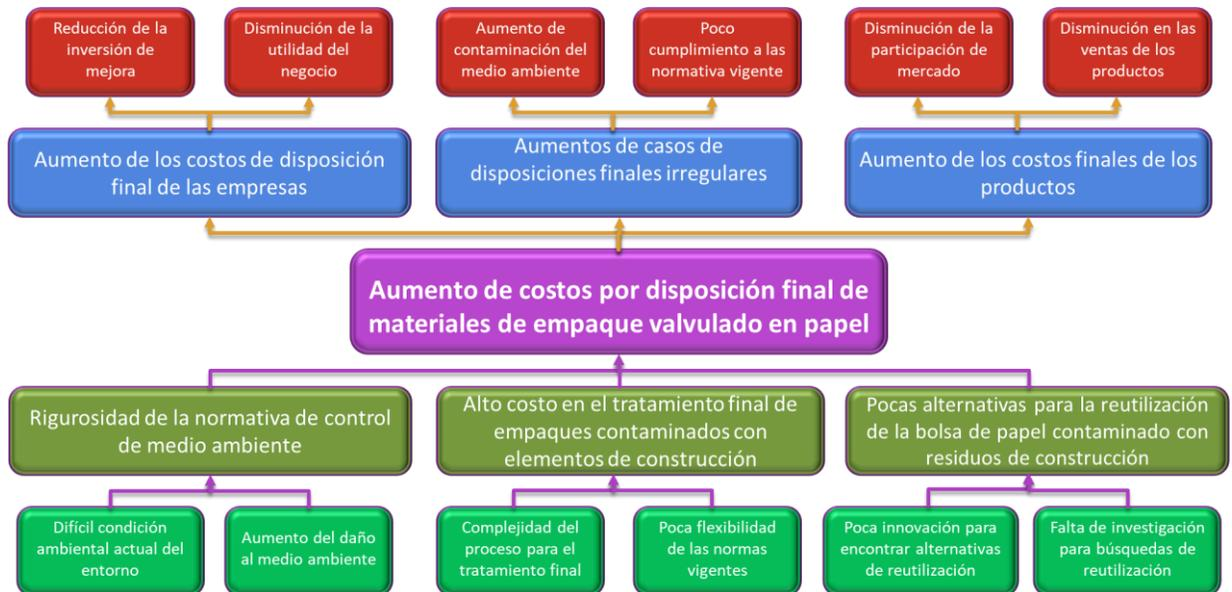 Reducción de la
inversión de
mejora
Disminución de la
utilidad del
negocio
Aumento de
contaminación del
medio ambiente
Poco
cumplimiento a las
normativa vigente
Disminución de la
participación de
mercado
Disminución en las
ventas de los
productos
Aumento de los costos de disposición
final de las empresas
Aumentos de casos de
disposiciones finales irregulares
Aumento de los costos finales de los
productos
Aumento de costos por disposición final de
materiales de empaque valvulado en papel
Rigurosidad de la normativa de control
de medio ambiente
Alto costo en el tratamiento final de
empaques contaminados con
elementos de construcción
Pocas alternativas para la reutilización
de la bolsa de papel contaminado con
residuos de construcción
Difícil condición
ambiental actual del
entorno
Aumento del daño
al medio ambiente
Complejidad del
proceso para el
tratamiento final
Poca flexibilidad
de las normas
vigentes
Poca innovación para
encontrar alternativas
de reutilización
Falta de investigación
para búsquedas de
reutilización